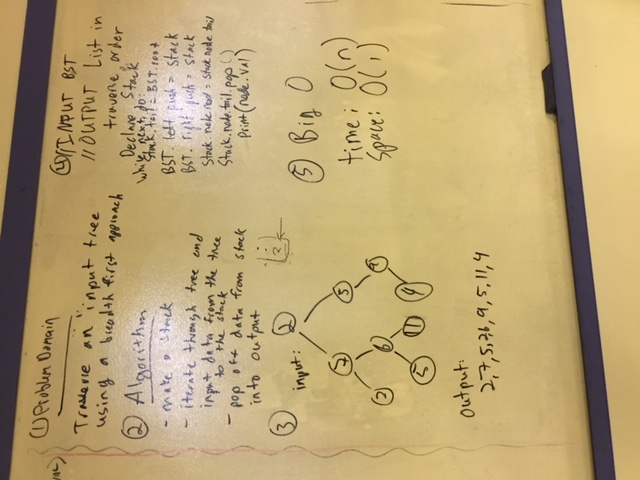 ① Problem Domain
Traverse an input tree
using a breadth first approach
② Algorithm
- make a stack
- iterate through tree and
input data from the tree
to the stack
- pop off data from stack
into output
2
③
input:
2
7 5
2 6 9
5 11 4
output:
2,7,5,2,6,9,5,11,4
④ //INPUT BST
//OUTPUT List in
traverse order
Declare Stack
while next do:
Stack.tail = BST.root
BST.left.push = stack
BST.right.push = stack
Stack.node.next = stack node tail
Stack.node.tail.pop()
Print(node.val)
⑤ Big O
time: O(n)
Space: O(1)